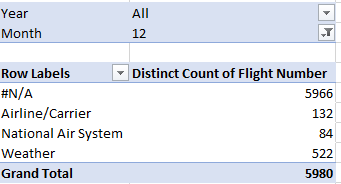 Year All
Month 12
Row Labels Distinct Count of Flight Number
#N/A 5966
Airline/Carrier 132
National Air System 84
Weather 522
Grand Total 5980